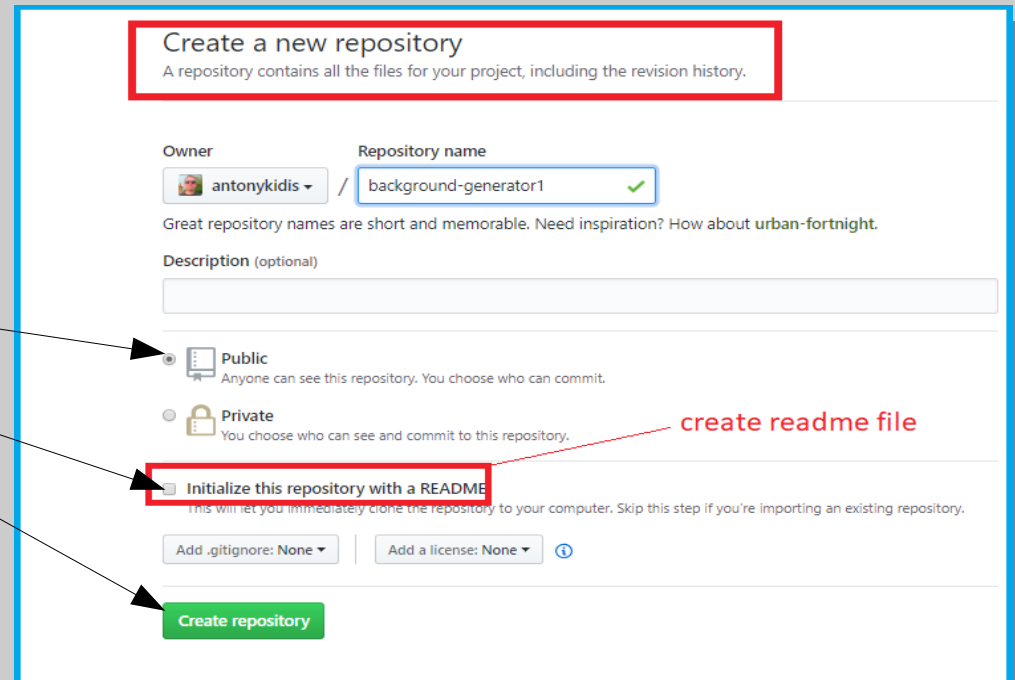 Create a new repository
A repository contains all the files for your project, including the revision history.
Owner
Repository name
antonykidis
/
background-generator1
Great repository names are short and memorable. Need inspiration? How about urban-fortnight.
Description (optional)
Public
Anyone can see this repository. You choose who can commit.
Private
You choose who can see and commit to this repository.
create readme file
Initialize this repository with a README
This will let you immediately clone the repository to your computer. Skip this step if you're importing an existing repository.
Add .gitignore: None
Add a license: None
Create repository